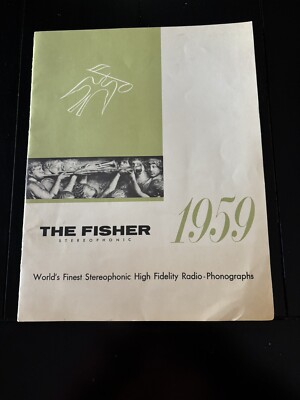 THE FISHER
STEREOPHONIC
1959
World's Finest Stereophonic High Fidelity Radio-Phonographs